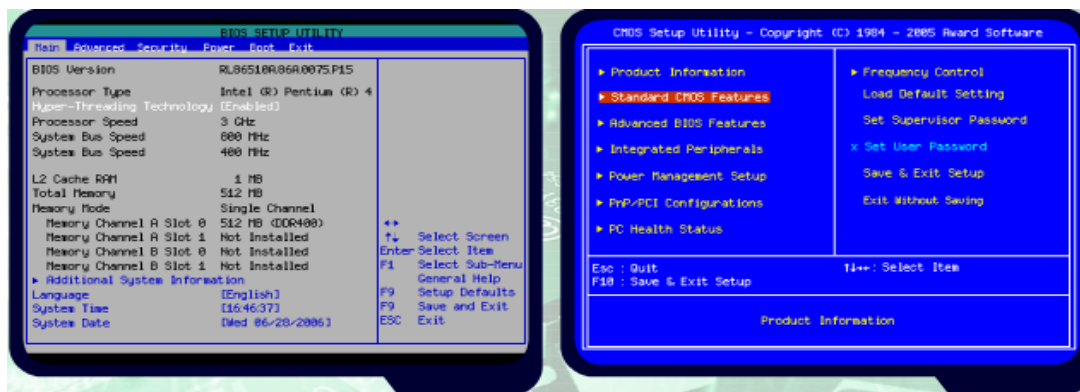 BIOS SETUP UTILITY
Main Advanced Security Power Boot Exit
BIOS Version RL86510A.86A.0075.P15
Processor Type Intel (R) Pentium (R) 4
Hyper-Threading Technology [Enabled]
Processor Speed 3 GHz
System Bus Speed 800 MHz
System Bus Speed 400 MHz
L2 Cache RAM 1 MB
Total Memory 512 MB
Memory Mode Single Channel
Memory Channel A Slot 0 512 MB (DDR400)
Memory Channel A Slot 1 Not Installed
Memory Channel B Slot 0 Not Installed
Memory Channel B Slot 1 Not Installed
▶ Additional System Information
Language [English]
System Time [16:46:37]
System Date [Wed 06/28/2006]
↔
↑↓ Select Screen
Enter Select Item
F1 Select Sub-Menu
General Help
F9 Setup Defaults
F9 Save and Exit
ESC Exit
CMOS Setup Utility - Copyright (C) 1984 - 2005 Award Software
▶ Product Information
▶ Standard CMOS Features
▶ Advanced BIOS Features
▶ Integrated Peripherals
▶ Power Management Setup
▶ PnP/PCI Configurations
▶ PC Health Status
▶ Frequency Control
Load Default Setting
Set Supervisor Password
x Set User Password
Save & Exit Setup
Exit Without Saving
Esc : Quit
F10 : Save & Exit Setup
↑↓↔: Select Item
Product Information